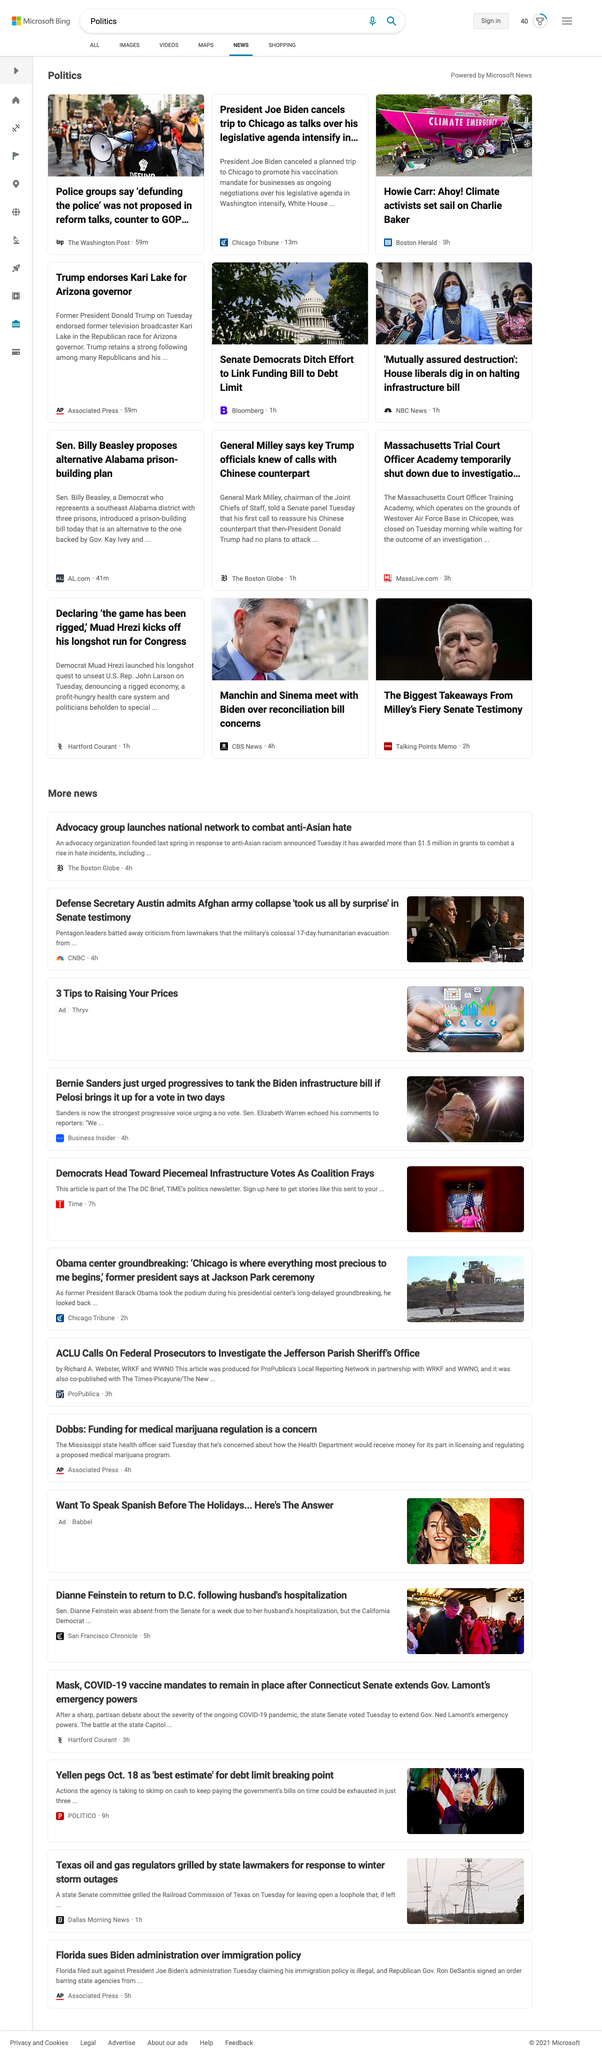 Microsoft Bing
Politics
Sign in
40
ALL
IMAGES
VIDEOS
MAPS
NEWS
SHOPPING
Politics
Powered by Microsoft News
DEFUND
Police groups say ‘defunding
the police’ was not proposed in
reform talks, counter to GOP...
The Washington Post · 59m
President Joe Biden cancels
trip to Chicago as talks over his
legislative agenda intensify in...
President Joe Biden canceled a planned trip
to Chicago to promote his vaccination
mandate for businesses as ongoing
negotiations over his legislative agenda in
Washington intensify, White House ...
Chicago Tribune · 13m
CLIMATE EMERGENCY
Howie Carr: Ahoy! Climate
activists set sail on Charlie
Baker
Boston Herald · 3h
Trump endorses Kari Lake for
Arizona governor
Former President Donald Trump on Tuesday
endorsed former television broadcaster Kari
Lake in the Republican race for Arizona
governor. Trump retains a strong following
among many Republicans and his ...
AP Associated Press · 59m
Senate Democrats Ditch Effort
to Link Funding Bill to Debt
Limit
B Bloomberg · 1h
'Mutually assured destruction':
House liberals dig in on halting
infrastructure bill
NBC News · 1h
Sen. Billy Beasley proposes
alternative Alabama prison-
building plan
Sen. Billy Beasley, a Democrat who
represents a southeast Alabama district with
three prisons, introduced a prison-building
bill today that is an alternative to the one
backed by Gov. Kay Ivey and ...
AL.com · 41m
General Milley says key Trump
officials knew of calls with
Chinese counterpart
General Mark Milley, chairman of the Joint
Chiefs of Staff, told a Senate panel Tuesday
that his first call to reassure his Chinese
counterpart that then-President Donald
Trump had no plans to attack ...
The Boston Globe · 1h
Massachusetts Trial Court
Officer Academy temporarily
shut down due to investigatio...
The Massachusetts Court Officer Training
Academy, which operates on the grounds of
Westover Air Force Base in Chicopee, was
closed on Tuesday morning while waiting for
the outcome of an investigation ...
MassLive.com · 3h
Declaring ‘the game has been
rigged,’ Muad Hrezi kicks off
his longshot run for Congress
Democrat Muad Hrezi launched his longshot
quest to unseat U.S. Rep. John Larson on
Tuesday, denouncing a rigged economy, a
profit-hungry health care system and
politicians beholden to special ...
Hartford Courant · 1h
Manchin and Sinema meet with
Biden over reconciliation bill
concerns
CBS News · 4h
The Biggest Takeaways From
Milley’s Fiery Senate Testimony
Talking Points Memo · 2h
More news
Advocacy group launches national network to combat anti-Asian hate
An advocacy organization founded last spring in response to anti-Asian racism announced Tuesday it has awarded more than $1.5 million in grants to combat a
rise in hate incidents, including ...
The Boston Globe · 4h
Defense Secretary Austin admits Afghan army collapse 'took us all by surprise' in
Senate testimony
Pentagon leaders batted away criticism from lawmakers that the military's colossal 17-day humanitarian evacuation
from ...
CNBC · 4h
3 Tips to Raising Your Prices
Ad Thryv
Bernie Sanders just urged progressives to tank the Biden infrastructure bill if
Pelosi brings it up for a vote in two days
Sanders is now the strongest progressive voice urging a no vote. Sen. Elizabeth Warren echoed his comments to
reporters: "We ...
Business Insider · 4h
Democrats Head Toward Piecemeal Infrastructure Votes As Coalition Frays
This article is part of the The DC Brief, TIME's politics newsletter. Sign up here to get stories like this sent to your ...
T Time · 7h
Obama center groundbreaking: ‘Chicago is where everything most precious to
me begins,’ former president says at Jackson Park ceremony
As former President Barack Obama took the podium during his presidential center's long-delayed groundbreaking, he
looked back ...
Chicago Tribune · 2h
ACLU Calls On Federal Prosecutors to Investigate the Jefferson Parish Sheriff’s Office
by Richard A. Webster, WRKF and WWNO This article was produced for ProPublica's Local Reporting Network in partnership with WRKF and WWNO, and it was
also co-published with The Times-Picayune/The New ...
ProPublica · 3h
Dobbs: Funding for medical marijuana regulation is a concern
The Mississippi state health officer said Tuesday that he's concerned about how the Health Department would receive money for its part in licensing and regulating
a proposed medical marijuana program.
AP Associated Press · 4h
Want To Speak Spanish Before The Holidays... Here's The Answer
Ad Babbel
Dianne Feinstein to return to D.C. following husband's hospitalization
Sen. Dianne Feinstein was absent from the Senate for a week due to her husband's hospitalization, but the California
Democrat ...
San Francisco Chronicle · 5h
Mask, COVID-19 vaccine mandates to remain in place after Connecticut Senate extends Gov. Lamont’s
emergency powers
After a sharp, partisan debate about the severity of the ongoing COVID-19 pandemic, the state Senate voted Tuesday to extend Gov. Ned Lamont's emergency
powers. The battle at the state Capitol ...
Hartford Courant · 3h
Yellen pegs Oct. 18 as 'best estimate' for debt limit breaking point
Actions the agency is taking to skimp on cash to keep paying the government's bills on time could be exhausted in just
three ...
P POLITICO · 9h
Texas oil and gas regulators grilled by state lawmakers for response to winter
storm outages
A state Senate committee grilled the Railroad Commission of Texas on Tuesday for leaving open a loophole that, if left
...
Dallas Morning News · 1h
Florida sues Biden administration over immigration policy
Florida filed suit against President Joe Biden's administration Tuesday claiming his immigration policy is illegal, and Republican Gov. Ron DeSantis signed an order
barring state agencies from ...
AP Associated Press · 5h
Privacy and Cookies
Legal
Advertise
About our ads
Help
Feedback
© 2021 Microsoft